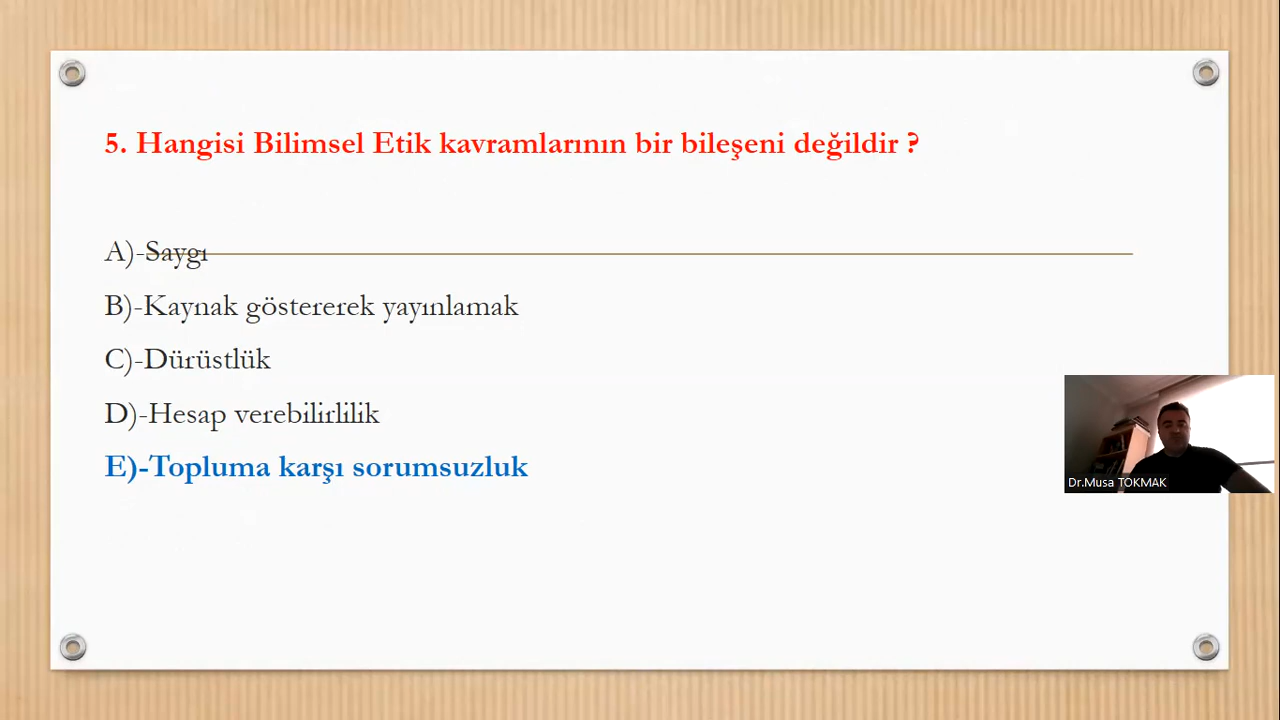 5. Hangisi Bilimsel Etik kavramlarının bir bileşeni değildir ?
A)-Saygı
B)-Kaynak göstererek yayınlamak
C)-Dürüstlük
D)-Hesap verebilirlilik
E)-Topluma karşı sorumsuzluk
Dr.Musa TOKMAK